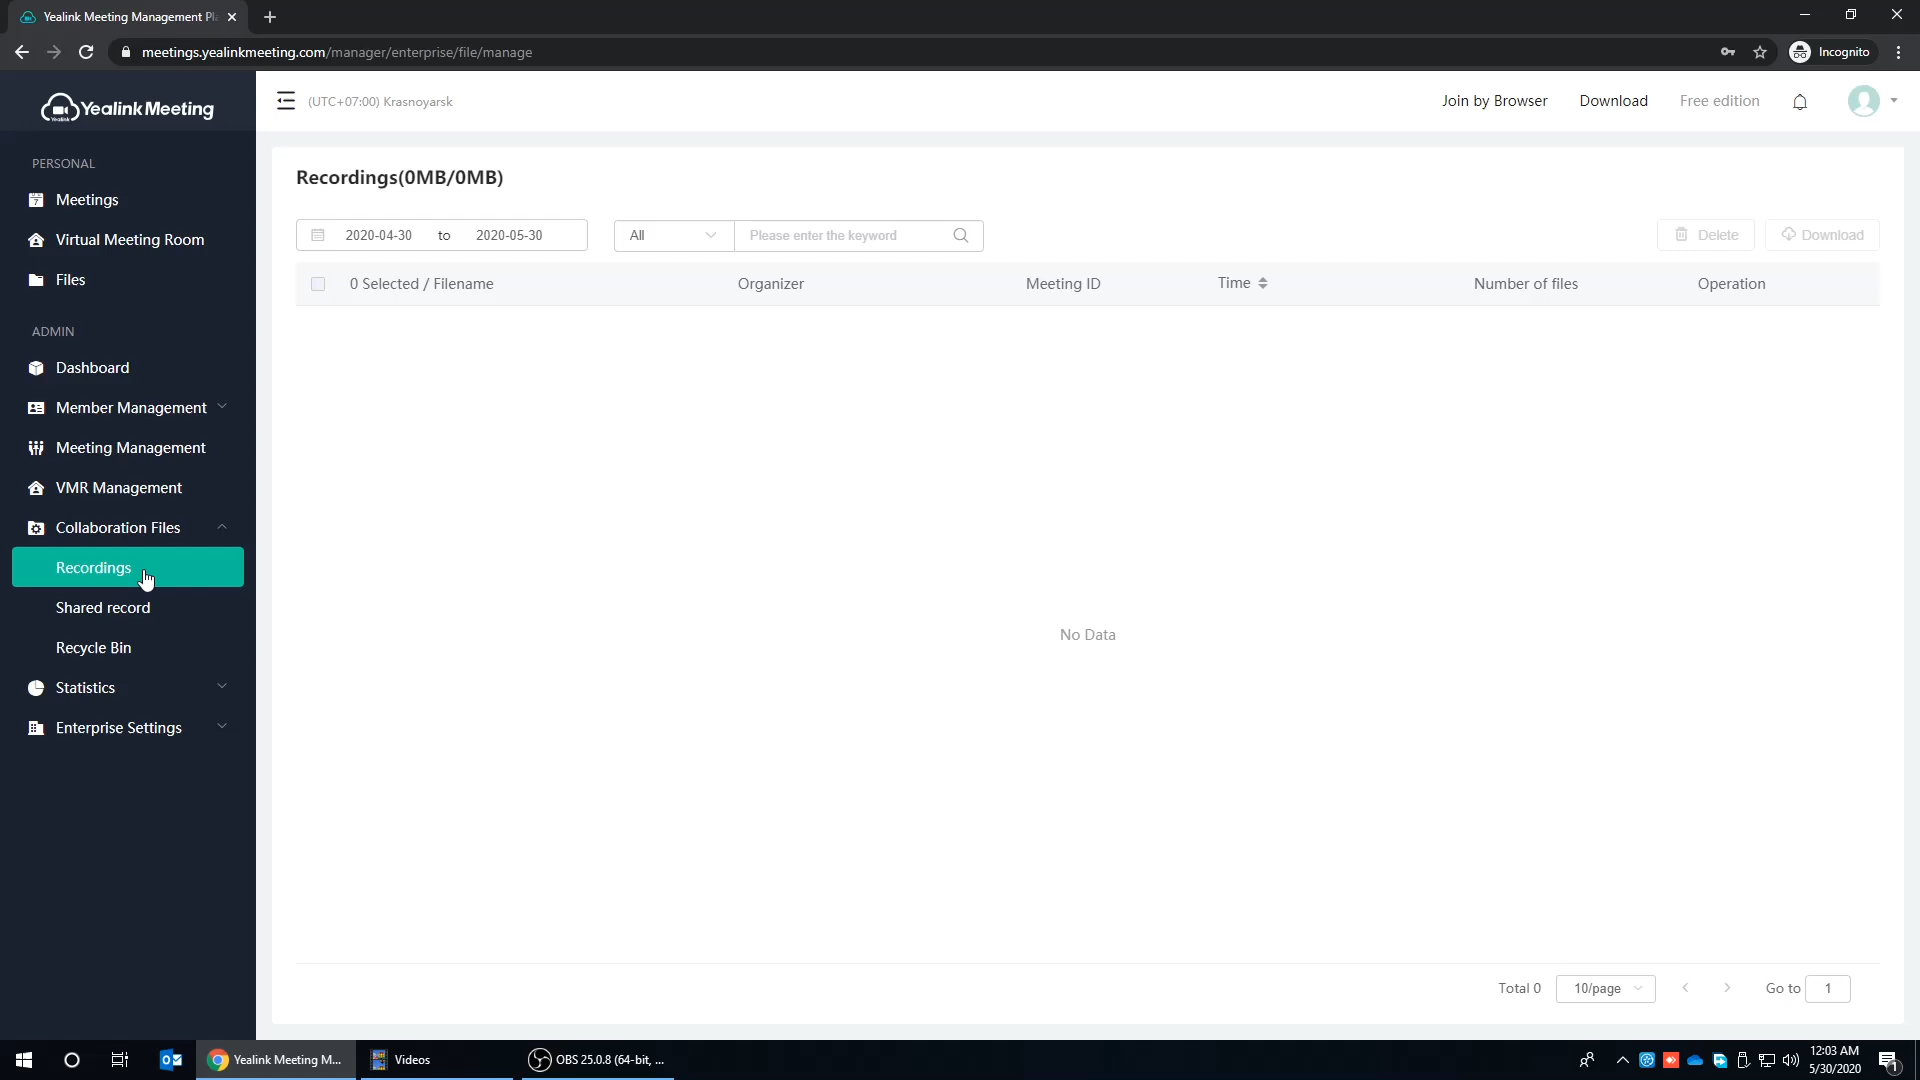 Yealink Meeting Management Pl
meetings.yealinkmeeting.com/manager/enterprise/file/manage
Incognito
Yealink Meeting
Yealink
(UTC+07:00) Krasnoyarsk
Join by Browser
Download
Free edition
PERSONAL
Meetings
7
Virtual Meeting Room
Files
ADMIN
Dashboard
Member Management
Meeting Management
VMR Management
Collaboration Files
Recordings
Shared record
Recycle Bin
Statistics
Enterprise Settings
Recordings(0MB/0MB)
2020-04-30 to 2020-05-30
All
Please enter the keyword
Delete
Download
0 Selected / Filename
Organizer
Meeting ID
Time
Number of files
Operation
No Data
Total 0
10/page
Go to 1
Yealink Meeting M...
Videos
OBS 25.0.8 (64-bit, ...
12:03 AM
5/30/2020
1